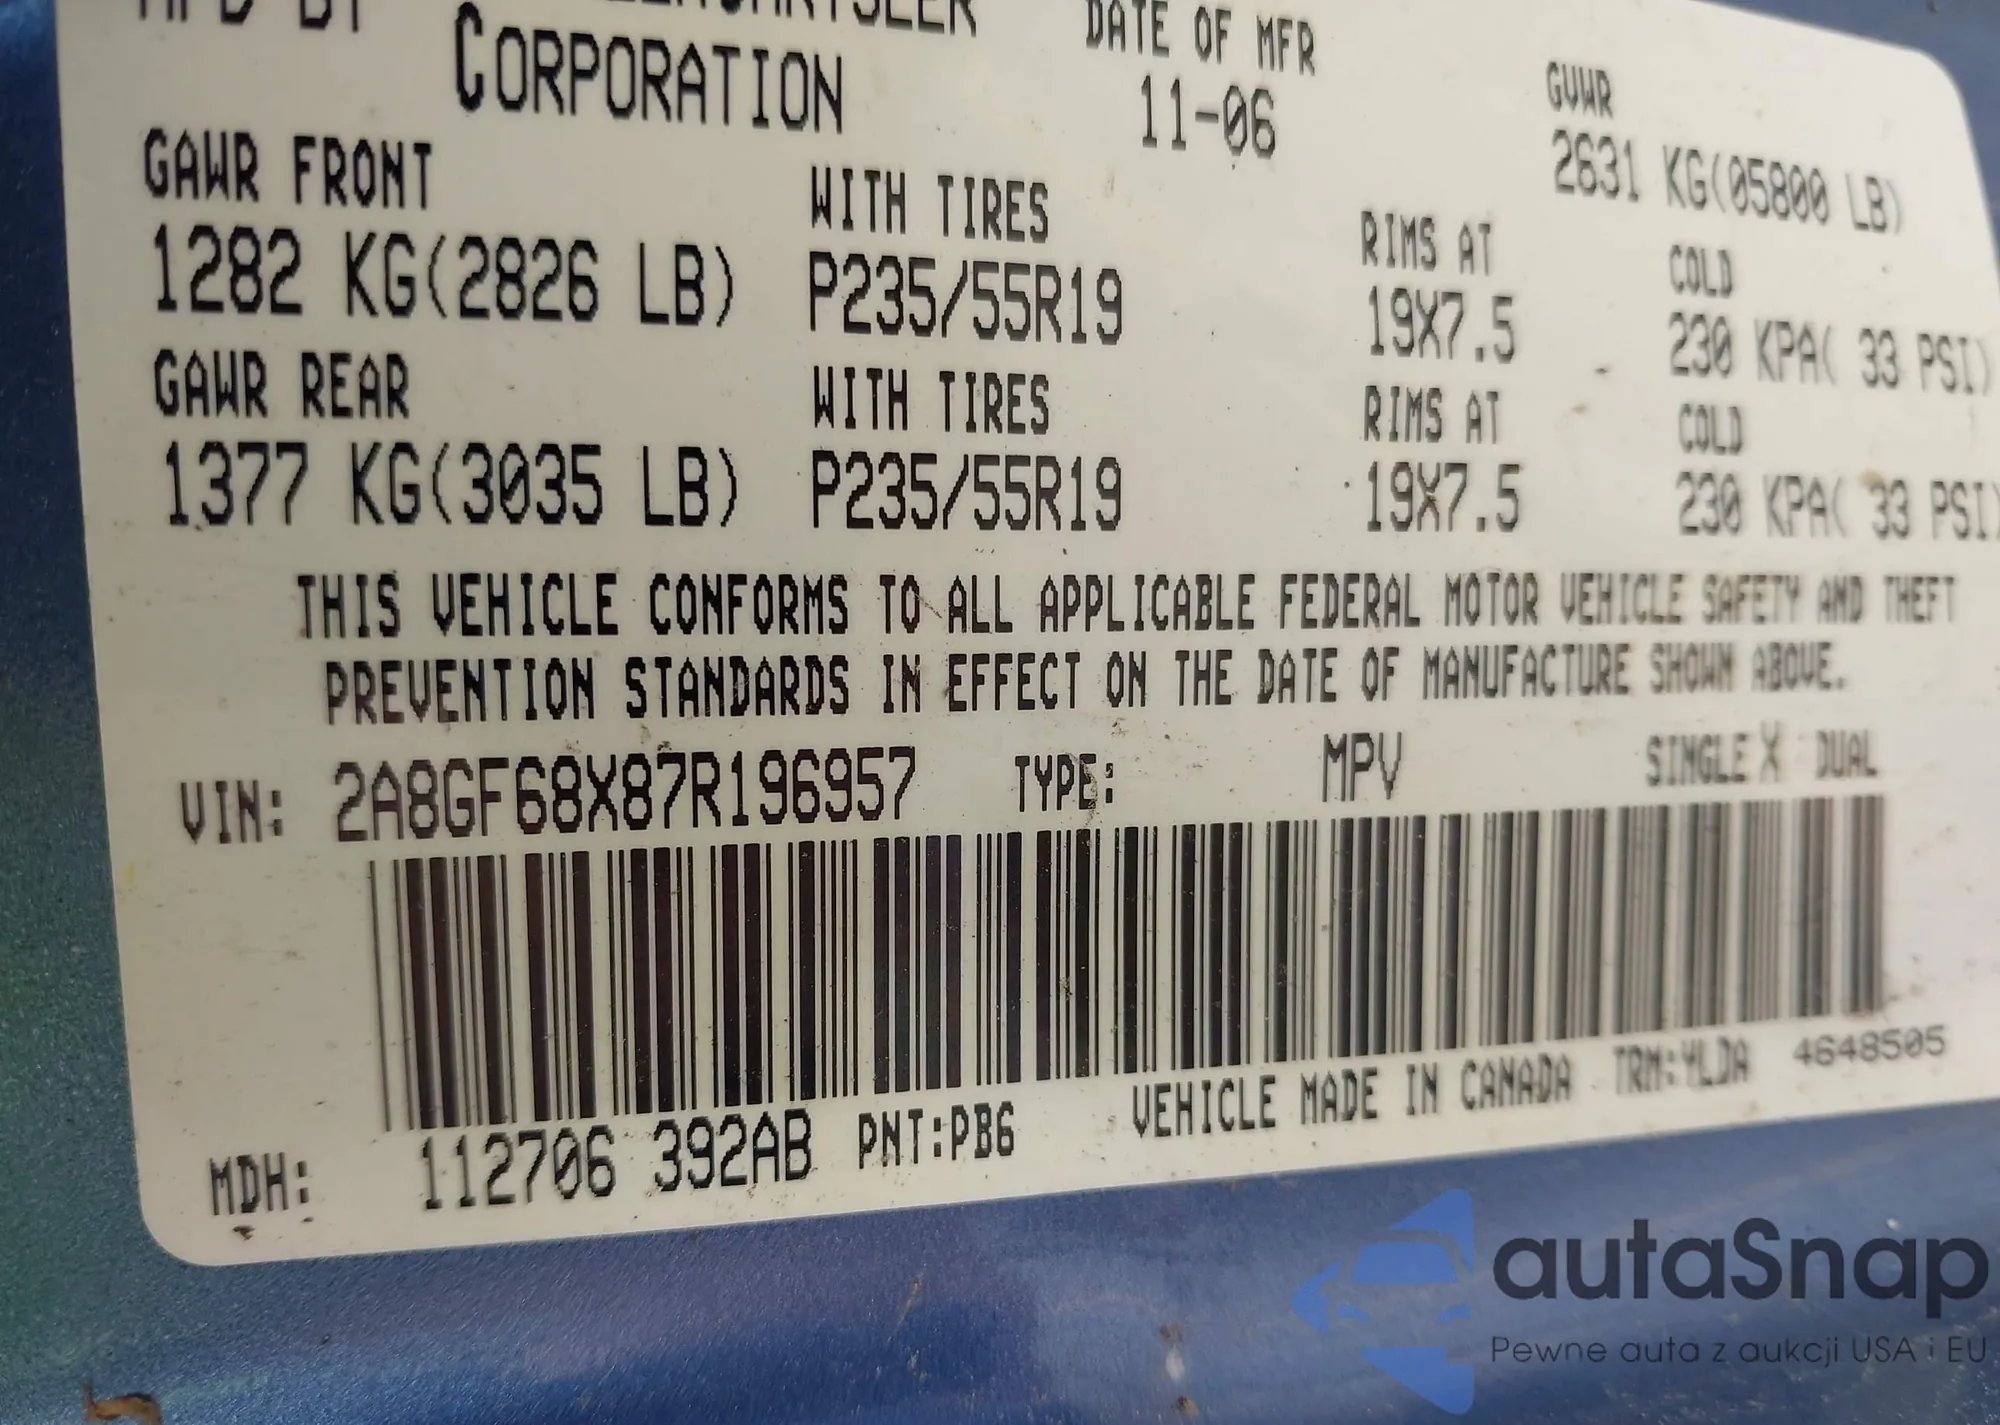 MFD BY DATE OF MFR
CORPORATION 11-06 GVWR
2631 KG(05800 LB)
GAWR FRONT WITH TIRES RIMS AT COLD
1282 KG(2826 LB) P235/55R19 19X7.5 230 KPA( 33 PSI)
GAWR REAR WITH TIRES RIMS AT COLD
1377 KG(3035 LB) P235/55R19 19X7.5 230 KPA( 33 PSI)
THIS VEHICLE CONFORMS TO ALL APPLICABLE FEDERAL MOTOR VEHICLE SAFETY AND THEFT
PREVENTION STANDARDS IN EFFECT ON THE DATE OF MANUFACTURE SHOWN ABOVE.
VIN: 2A8GF68X87R196957 TYPE: MPV SINGLE X DUAL
VEHICLE MADE IN CANADA TRM:YLDA 4648505
MDH: 112706 392AB PNT:PB6
autaSnap
Pewne auta z aukcji USA i EU